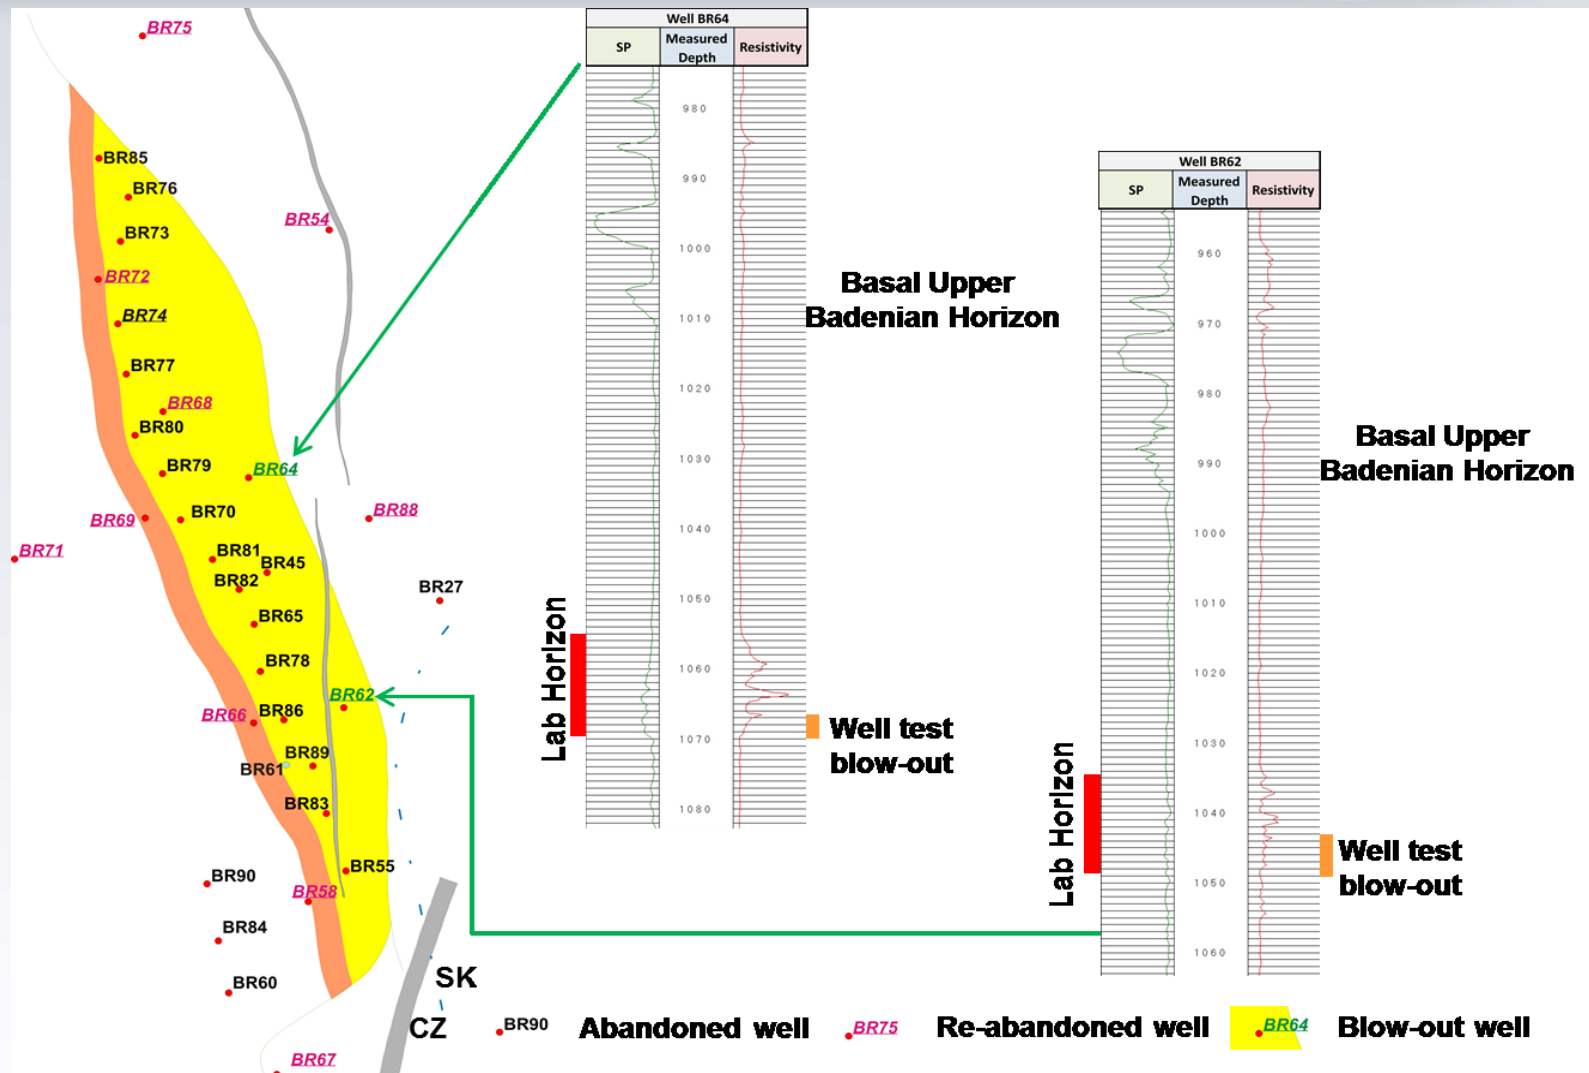 BR75
BR85
BR76
BR73
BR54
BR72
BR74
BR77
BR68
BR80
BR79
BR64
BR70
BR69
BR88
BR71
BR81
BR45
BR82
BR27
BR65
BR78
BR62
BR66
BR86
BR89
BR61
BR83
BR55
BR90
BR58
BR84
BR60
BR67
SK
CZ
Well BR64
SP
Measured
Depth
Resistivity
980
990
1000
1010
1020
1030
1040
1050
1060
1070
1080
Basal Upper
Badenian Horizon
Lab Horizon
Well test
blow-out
Well BR62
SP
Measured
Depth
Resistivity
960
970
980
990
1000
1010
1020
1030
1040
1050
1060
Basal Upper
Badenian Horizon
Lab Horizon
Well test
blow-out
BR90 Abandoned well
BR75 Re-abandoned well
BR64 Blow-out well